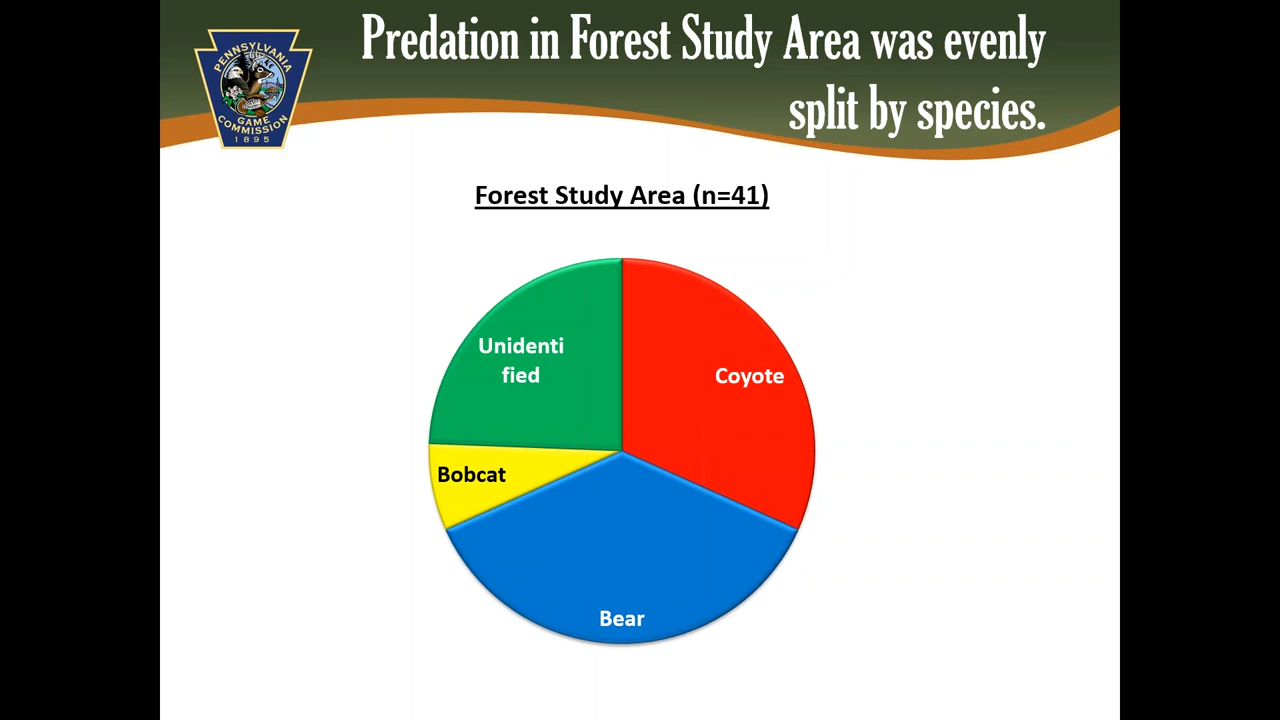 Predation in Forest Study Area was evenly
split by species.
PENNSYLVANIA
GAME
COMMISSION
1895
Forest Study Area (n=41)
Unidenti
fied
Coyote
Bobcat
Bear